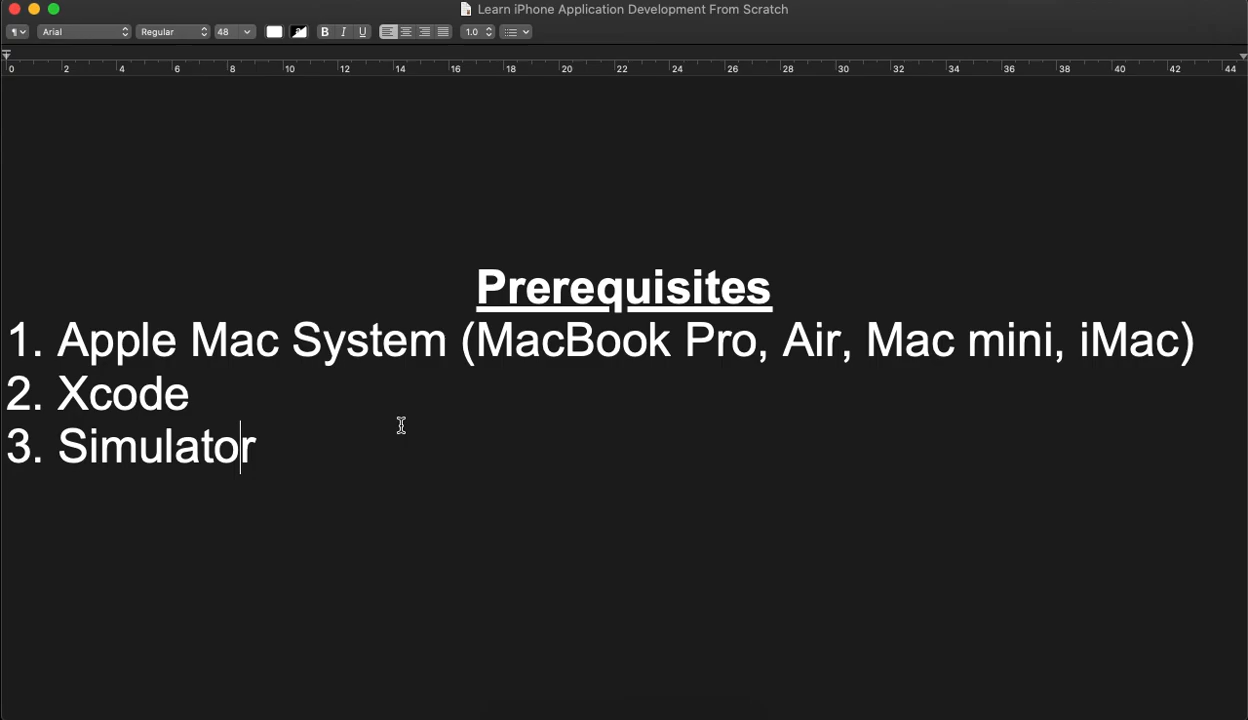 Learn iPhone Application Development From Scratch
¶ Arial Regular 48 a B I U 1.0
0 2 4 6 8 10 12 14 16 18 20 22 24 26 28 30 32 34 36 38 40 42 44
Prerequisites
1. Apple Mac System (MacBook Pro, Air, Mac mini, iMac)
2. Xcode
3. Simulator